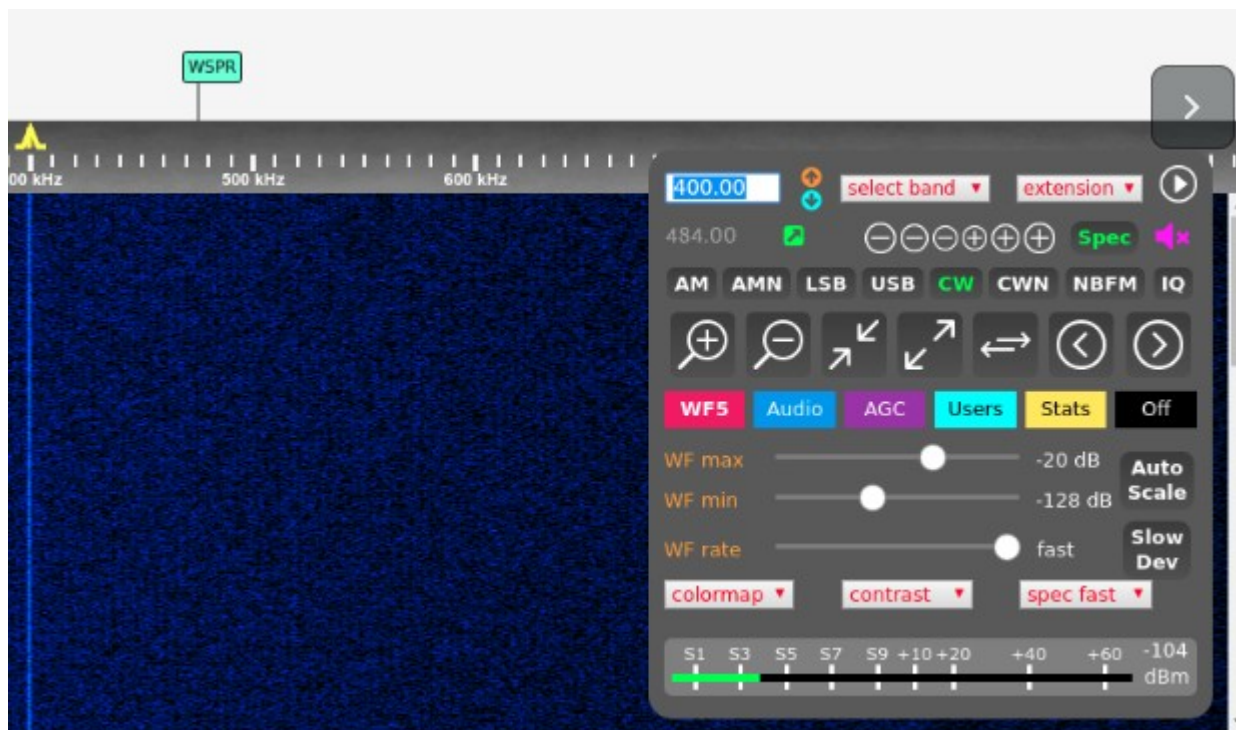 WSPR
00 kHz 500 kHz 600 kHz
400.00 select band extension
484.00 Spec
AM AMN LSB USB CW CWN NBFM IQ
WF5 Audio AGC Users Stats Off
WF max -20 dB Auto Scale
WF min -128 dB
WF rate fast Slow Dev
colormap contrast spec fast
S1 S3 S5 S7 S9 +10 +20 +40 +60 -104 dBm